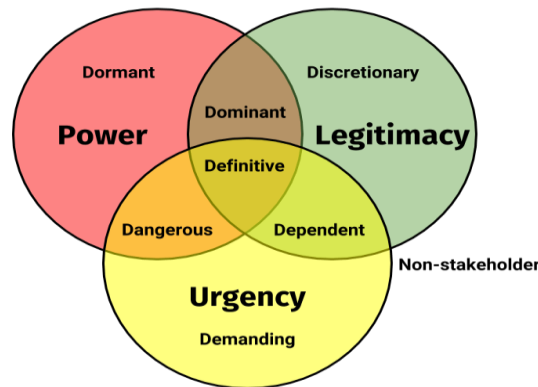 Dormant
Discretionary
Dominant
Power
Legitimacy
Definitive
Dangerous
Dependent
Non-stakeholder
Urgency
Demanding